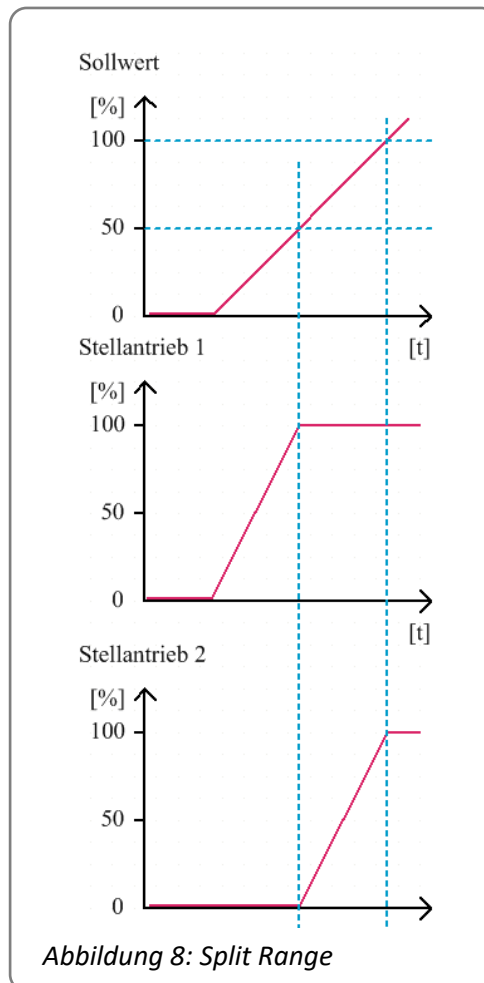 Sollwert
[%]
100
50
0
[t]
Stellantrieb 1
[%]
100
50
0
[t]
Stellantrieb 2
[%]
100
50
0
Abbildung 8: Split Range